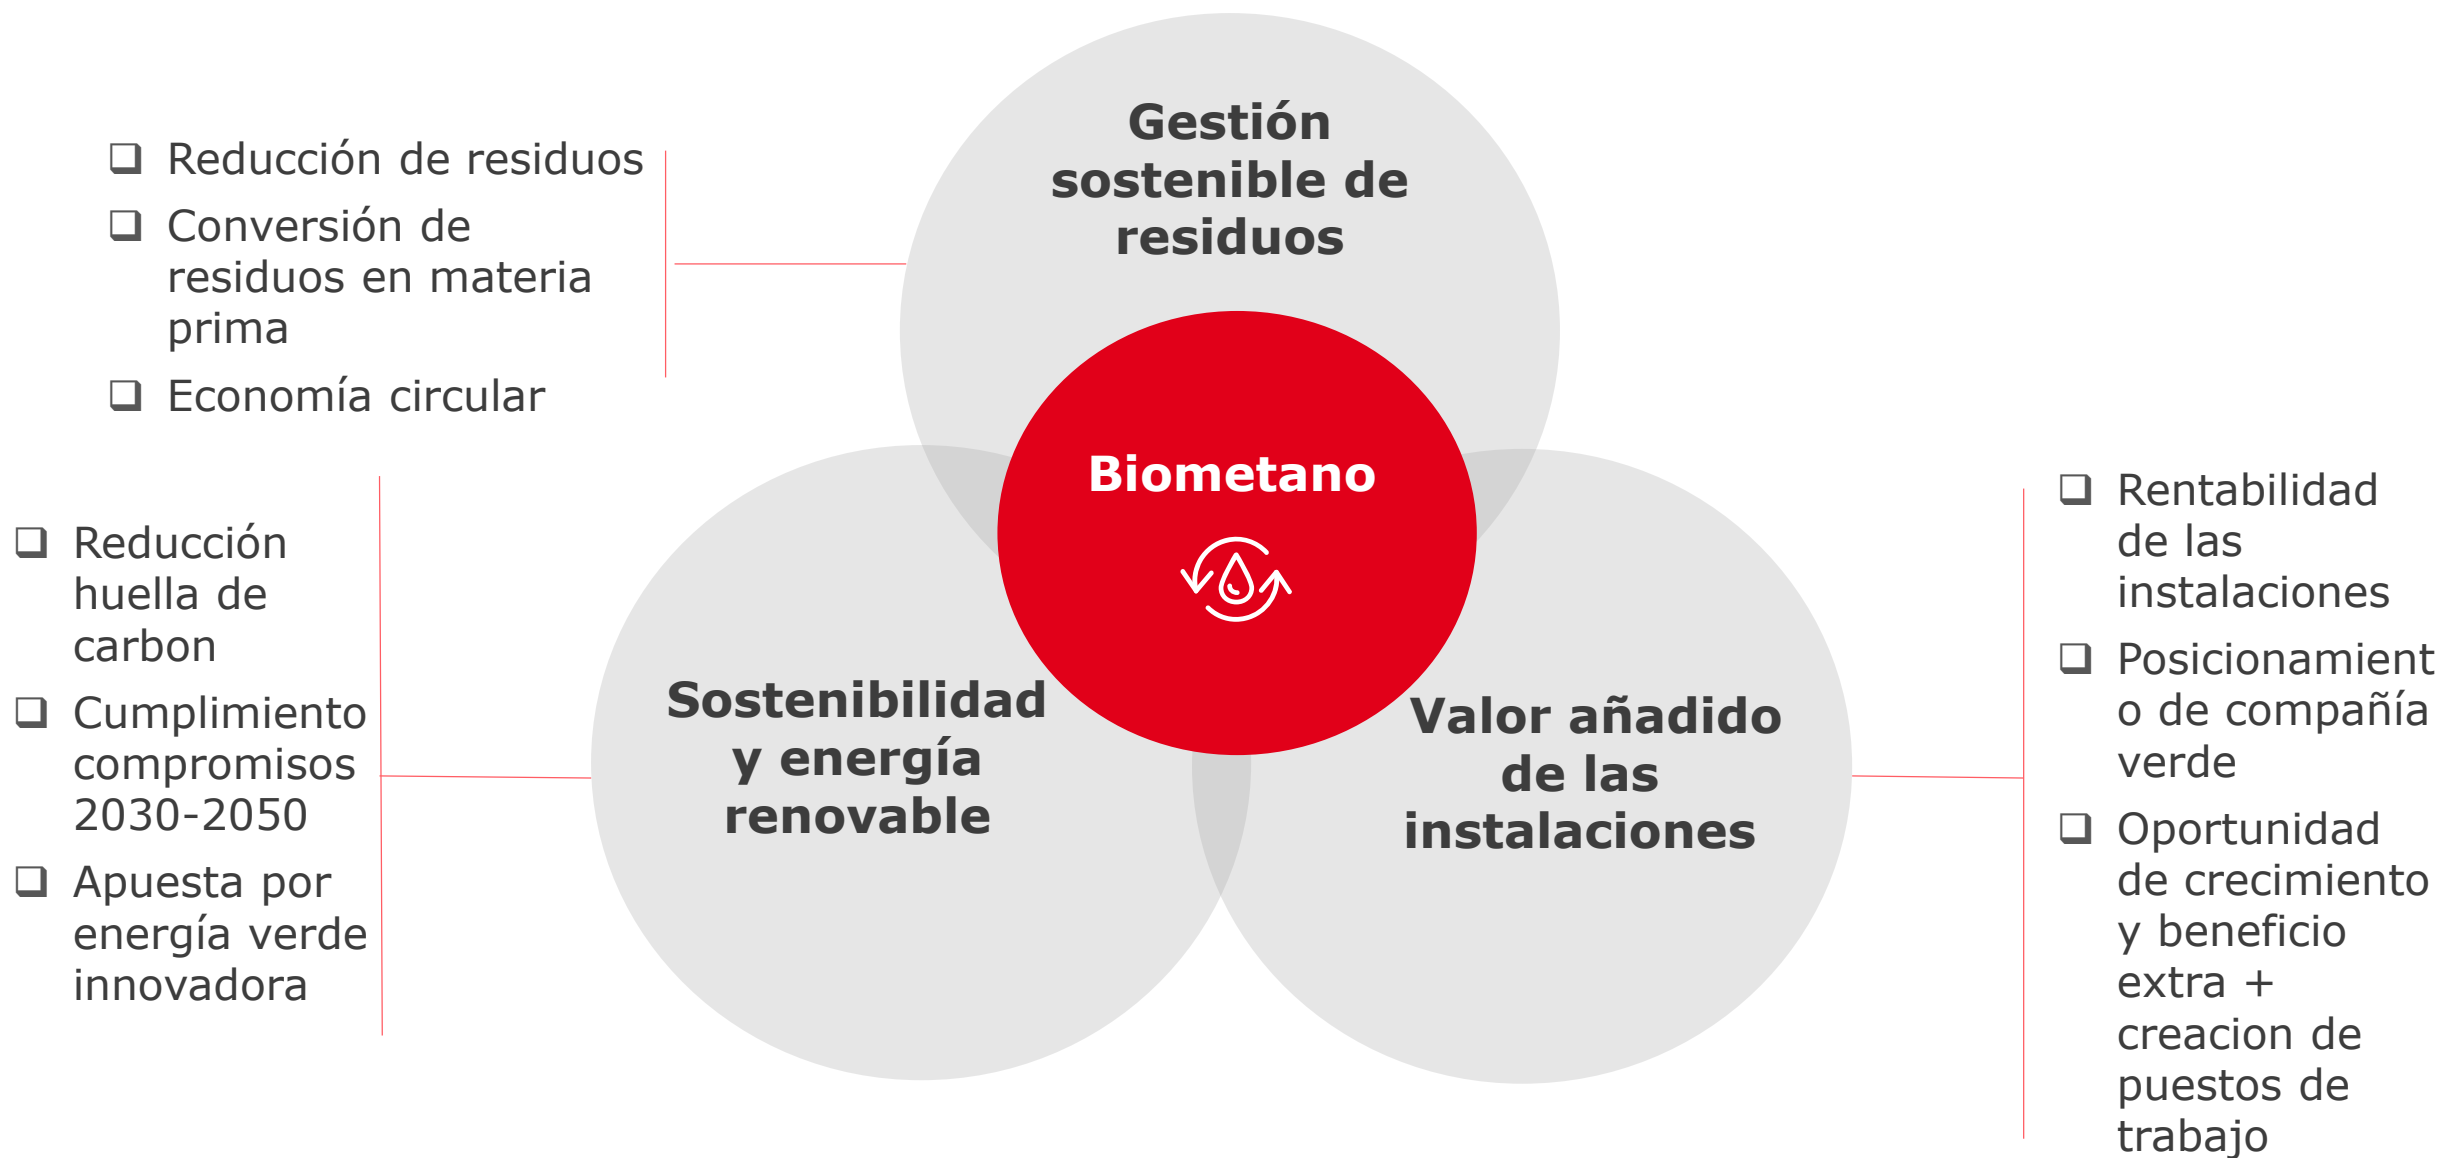 Gestión
sostenible de
residuos
Reducción de residuos
Conversión de
residuos en materia
prima
Economía circular
Biometano
Sostenibilidad
y energía
renovable
Reducción
huella de
carbon
Cumplimiento
compromisos
2030-2050
Apuesta por
energía verde
innovadora
Valor añadido
de las
instalaciones
Rentabilidad
de las
instalaciones
Posicionamient
o de compañía
verde
Oportunidad
de crecimiento
y beneficio
extra +
creacion de
puestos de
trabajo